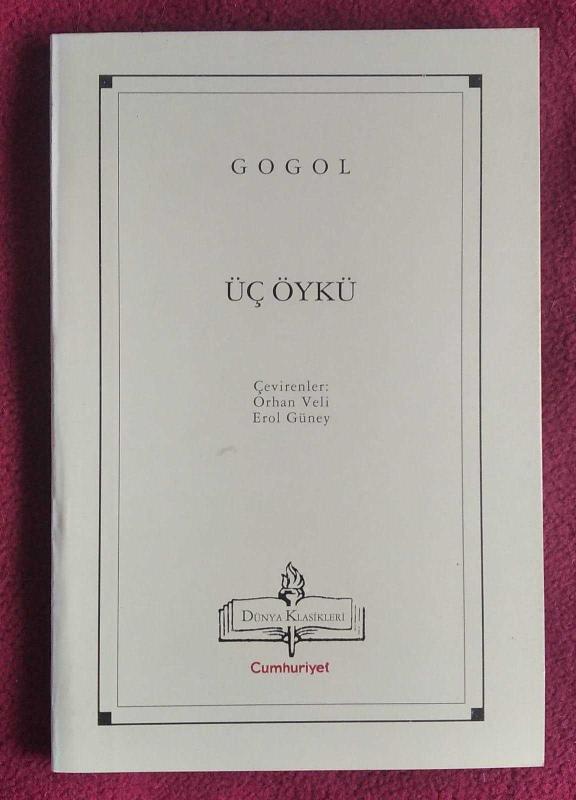 GOGOL
ÜÇ ÖYKÜ
Çevirenler:
Orhan Veli
Erol Güney
DÜNYA KLASİKLERİ
Cumhuriyet